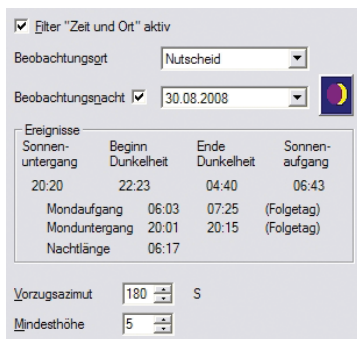 Filter "Zeit und Ort" aktiv
Beobachtungsort Nutscheid
Beobachtungsnacht 30.08.2008
Ereignisse
Sonnen- Beginn Ende Sonnen-
untergang Dunkelheit Dunkelheit aufgang
20:20 22:23 04:40 06:43
Mondaufgang 06:03 07:25 (Folgetag)
Monduntergang 20:01 20:15 (Folgetag)
Nachtlänge 06:17
Vorzugsazimut 180 S
Mindesthöhe 5